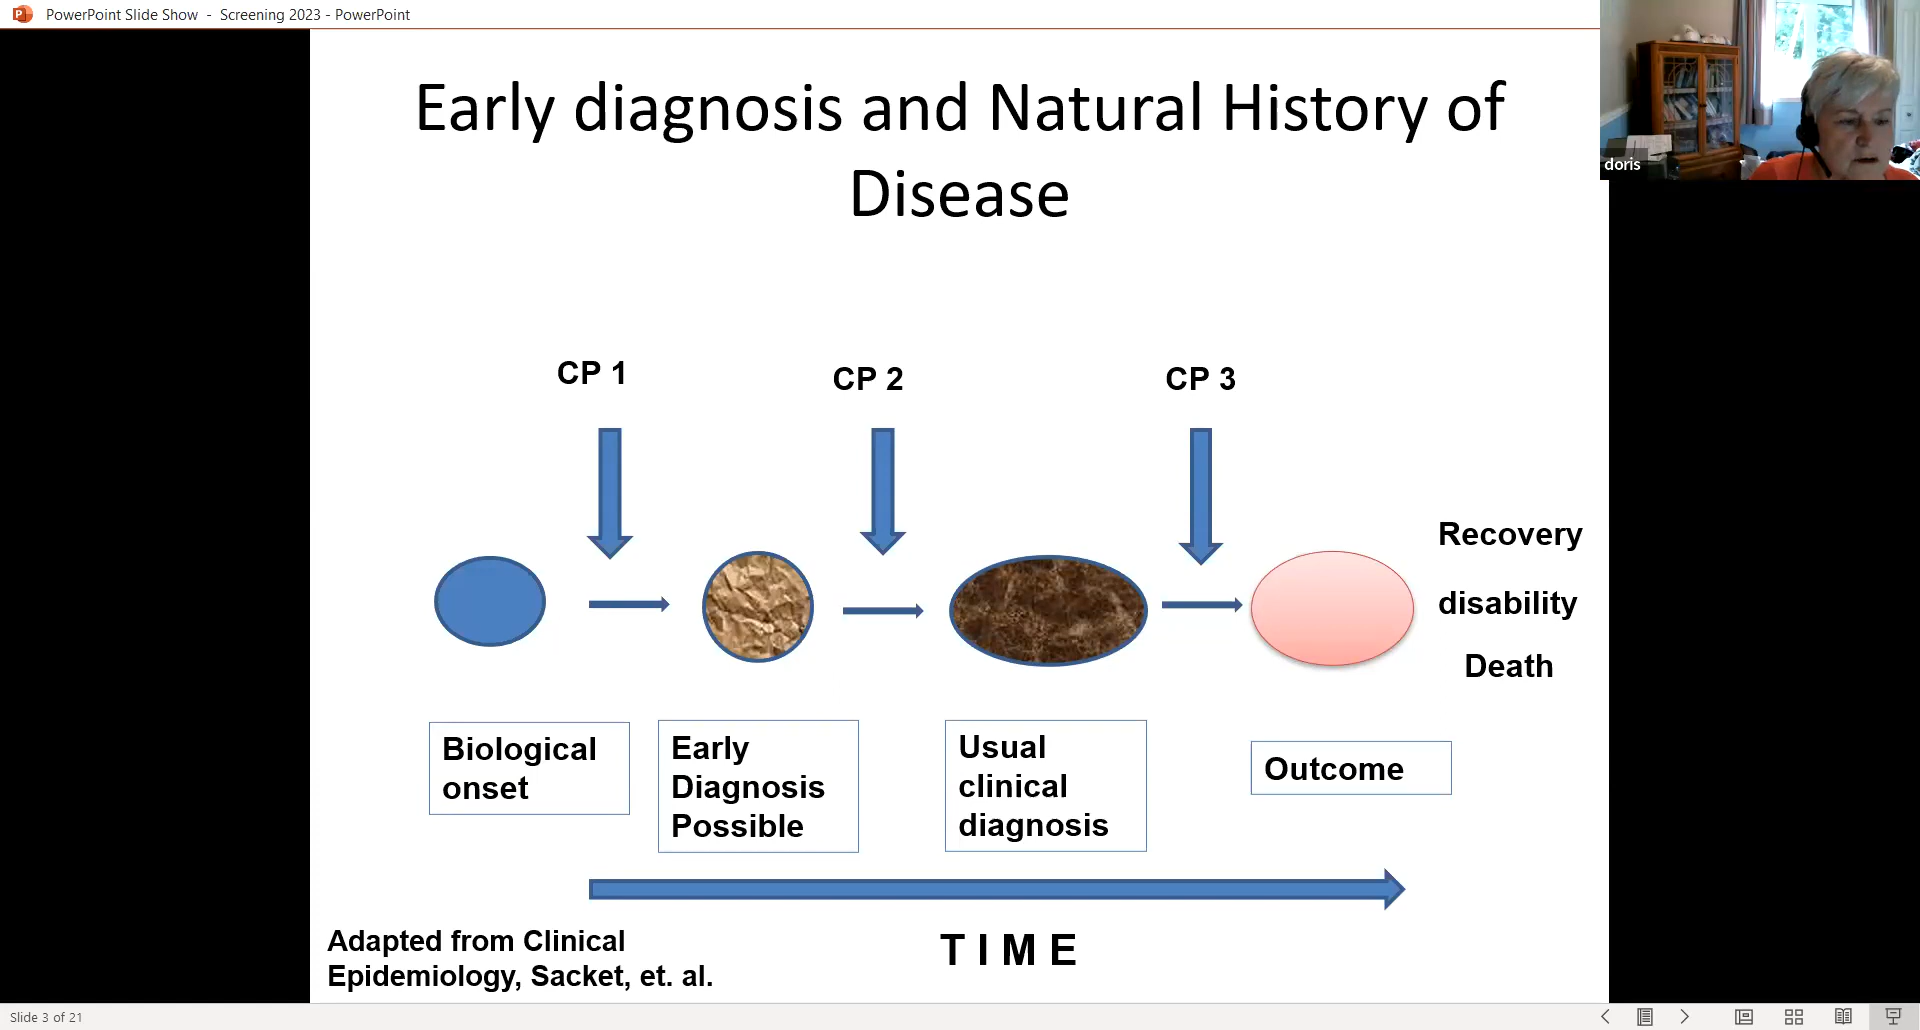 PowerPoint Slide Show - Screening 2023 - PowerPoint
Early diagnosis and Natural History of
Disease
doris
CP 1
CP 2
CP 3
Recovery
disability
Death
Biological
onset
Early
Diagnosis
Possible
Usual
clinical
diagnosis
Outcome
T I M E
Adapted from Clinical
Epidemiology, Sacket, et. al.
Slide 3 of 21